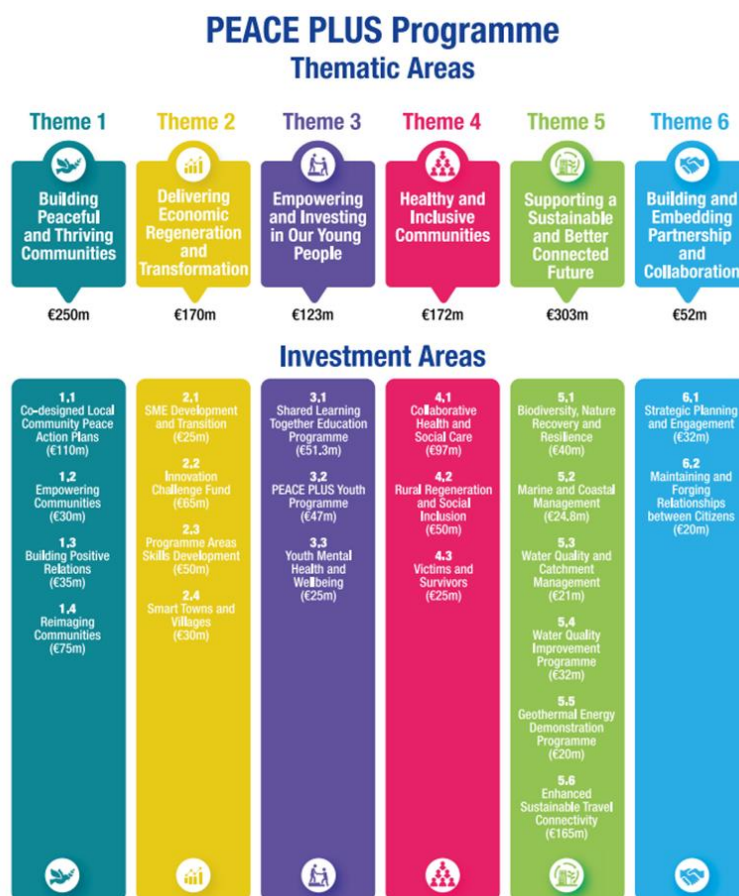 PEACE PLUS Programme
Thematic Areas
Theme 1
Building
Peaceful
and Thriving
Communities
€250m
Theme 2
Delivering
Economic
Regeneration
and
Transformation
€170m
Theme 3
Empowering
and Investing
in Our Young
People
€123m
Theme 4
Healthy and
Inclusive
Communities
€172m
Theme 5
Supporting a
Sustainable
and Better
Connected
Future
€303m
Theme 6
Building and
Embedding
Partnership
and
Collaboration
€52m
Investment Areas
1.1
Co-designed Local
Community Peace
Action Plans
(€110m)
1.2
Empowering
Communities
(€30m)
1.3
Building Positive
Relations
(€35m)
1.4
Reimaging
Communities
(€75m)
2.1
SME Development
and Transition
(€25m)
2.2
Innovation
Challenge Fund
(€65m)
2.3
Programme Areas
Skills Development
(€50m)
2.4
Smart Towns and
Villages
(€30m)
3.1
Shared Learning
Together Education
Programme
(€51.3m)
3.2
PEACE PLUS Youth
Programme
(€47m)
3.3
Youth Mental
Health and
Wellbeing
(€25m)
4.1
Collaborative
Health and
Social Care
(€97m)
4.2
Rural Regeneration
and Social
Inclusion
(€50m)
4.3
Victims and
Survivors
(€25m)
5.1
Biodiversity, Nature
Recovery and
Resilience
(€40m)
5.2
Marine and Coastal
Management
(€24.8m)
5.3
Water Quality and
Catchment
Management
(€21m)
5.4
Water Quality
Improvement
Programme
(€32m)
5.5
Geothermal Energy
Demonstration
Programme
(€20m)
5.6
Enhanced
Sustainable Travel
Connectivity
(€165m)
6.1
Strategic Planning
and Engagement
(€32m)
6.2
Maintaining and
Forging
Relationships
between Citizens
(€20m)